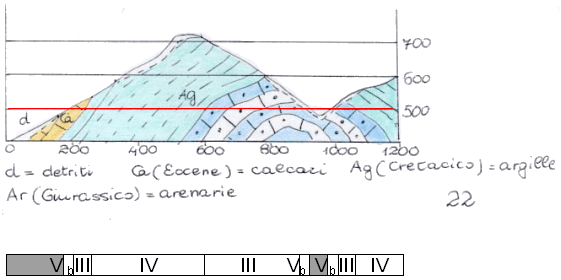 700
600
500
d
Ca
Ag
0 200 400 600 800 1000 1200
d = detriti Ca (Eocene) = calcari Ag (Cretacico) = argille
Ar (Giurassico) = arenarie
22
V b III IV III V b V b III IV